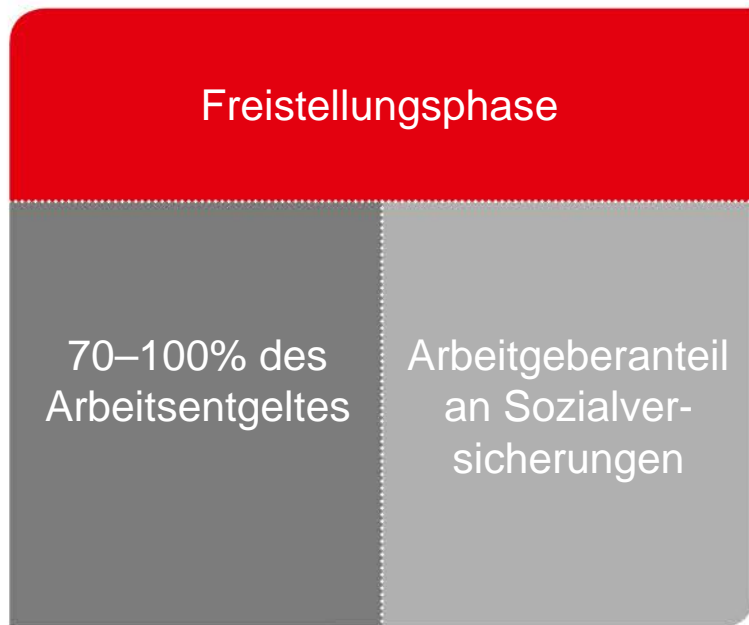 Freistellungsphase
70–100% des
Arbeitsentgeltes
Arbeitgeberanteil
an Sozialver-
sicherungen